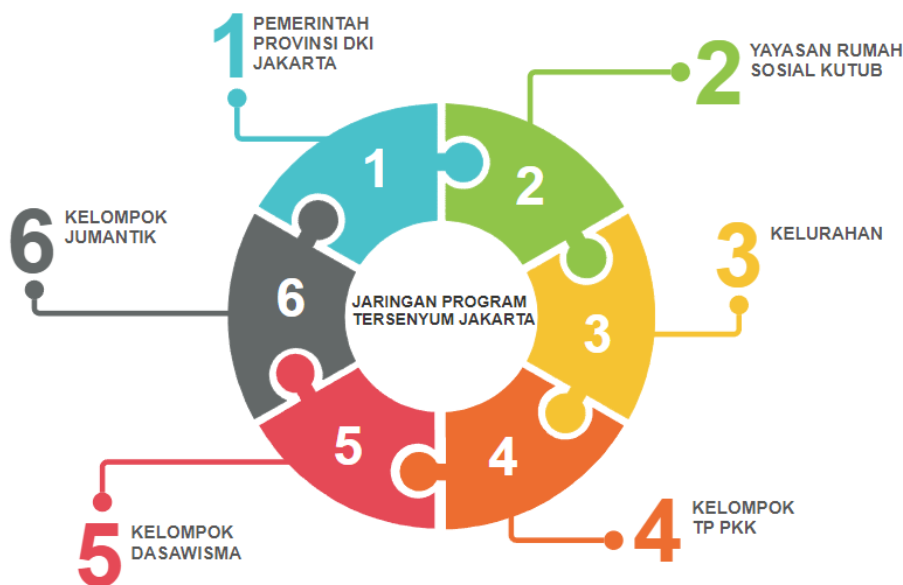 1
PEMERINTAH
PROVINSI DKI
JAKARTA
2
YAYASAN RUMAH
SOSIAL KUTUB
3
KELURAHAN
4
KELOMPOK
TP PKK
5
KELOMPOK
DASAWISMA
6
KELOMPOK
JUMANTIK
1
2
3
4
5
6
JARINGAN PROGRAM
TERSENYUM JAKARTA